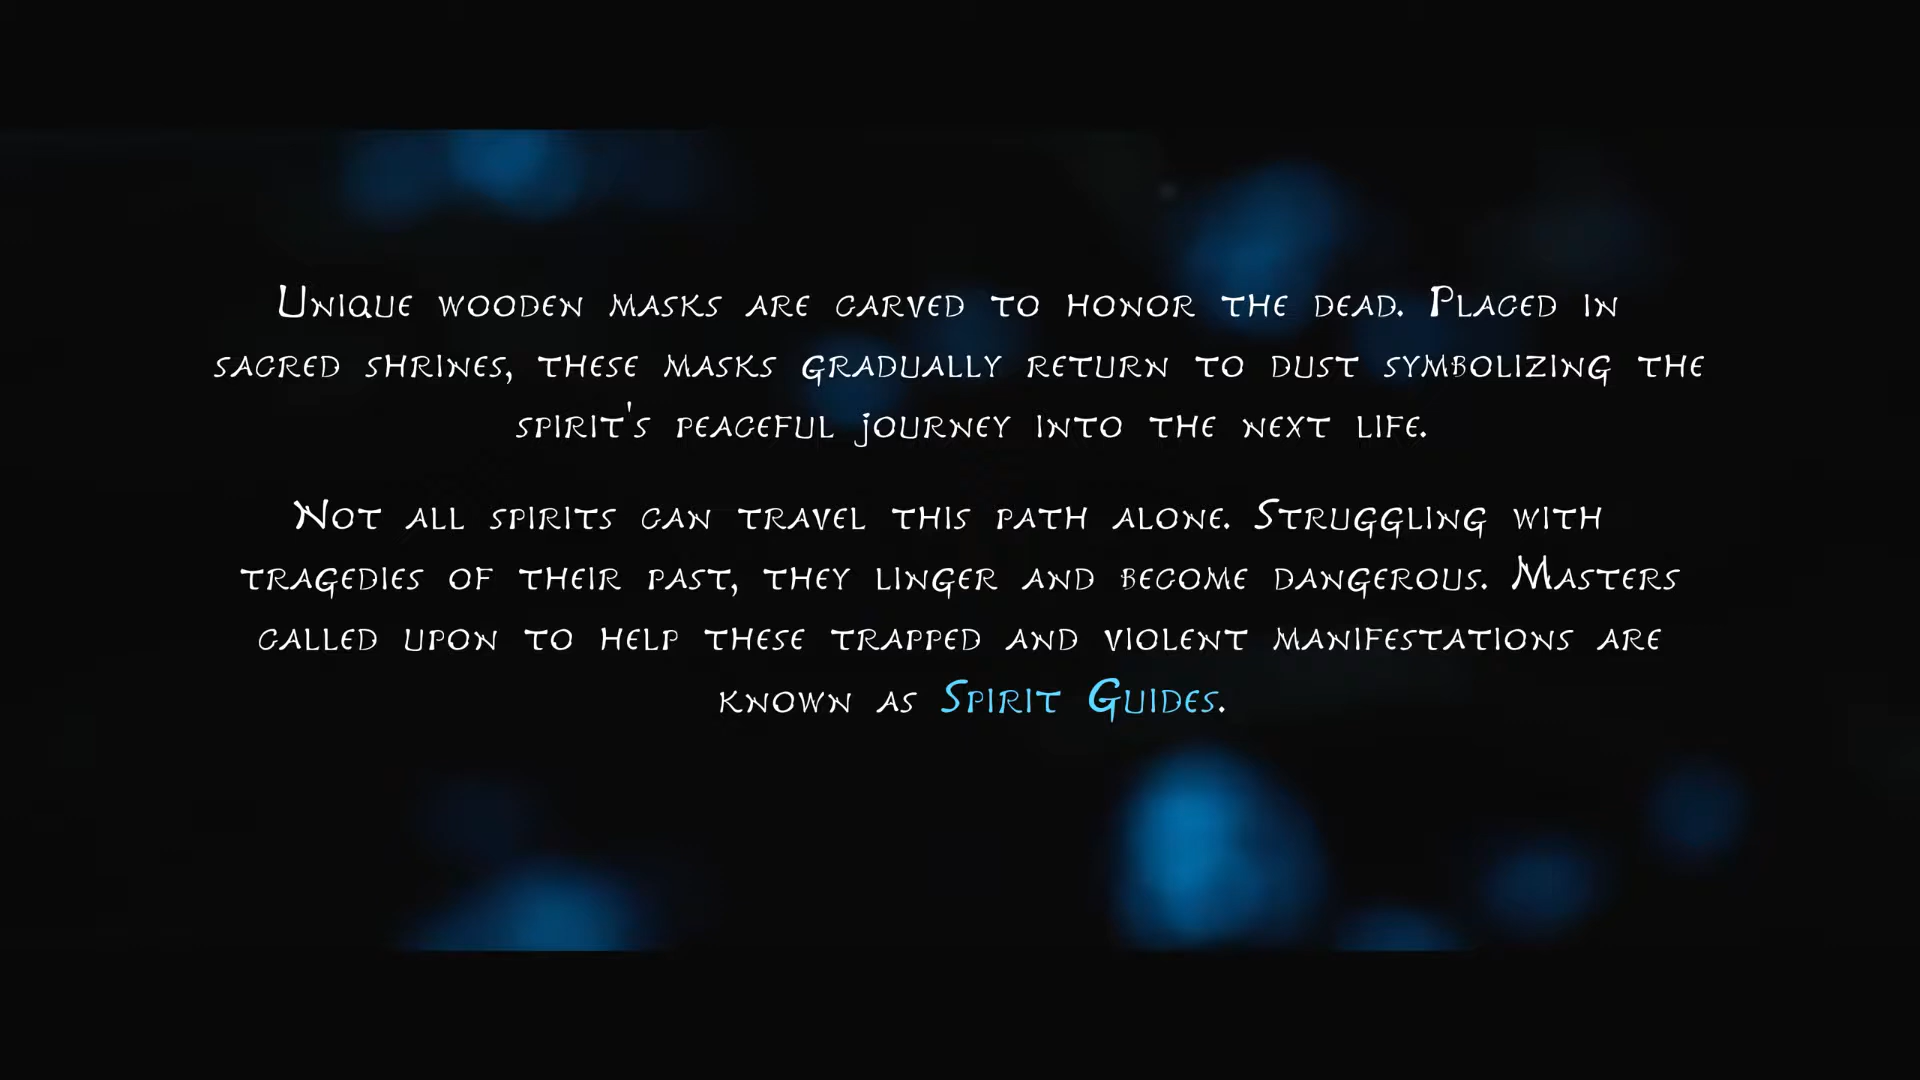 Unique wooden masks are carved to honor the dead. Placed in
sacred shrines, these masks gradually return to dust symbolizing the
spirit's peaceful journey into the next life.
Not all spirits can travel this path alone. Struggling with
tragedies of their past, they linger and become dangerous. Masters
called upon to help these trapped and violent manifestations are
known as Spirit Guides.